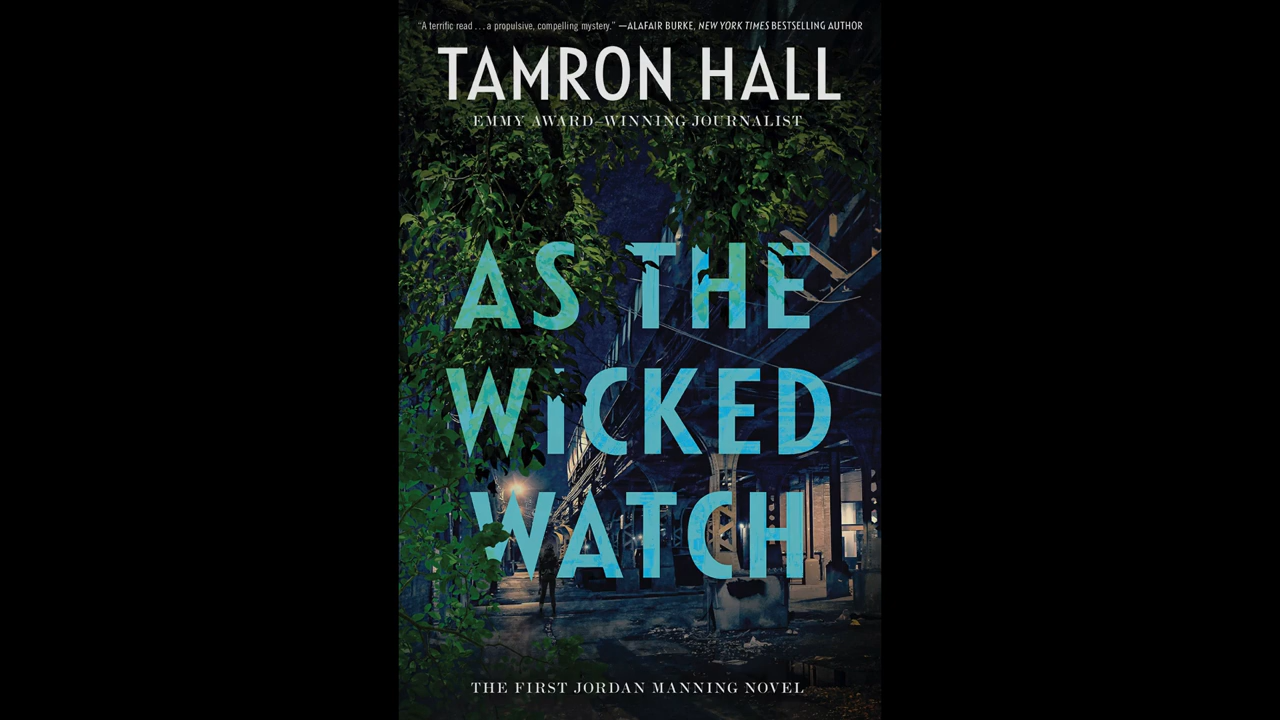 “A terrific read . . . a propulsive, compelling mystery.” —ALAFAIR BURKE, NEW YORK TIMES BESTSELLING AUTHOR
TAMRON HALL
EMMY AWARD–WINNING JOURNALIST
AS THE
WICKED
WATCH
THE FIRST JORDAN MANNING NOVEL